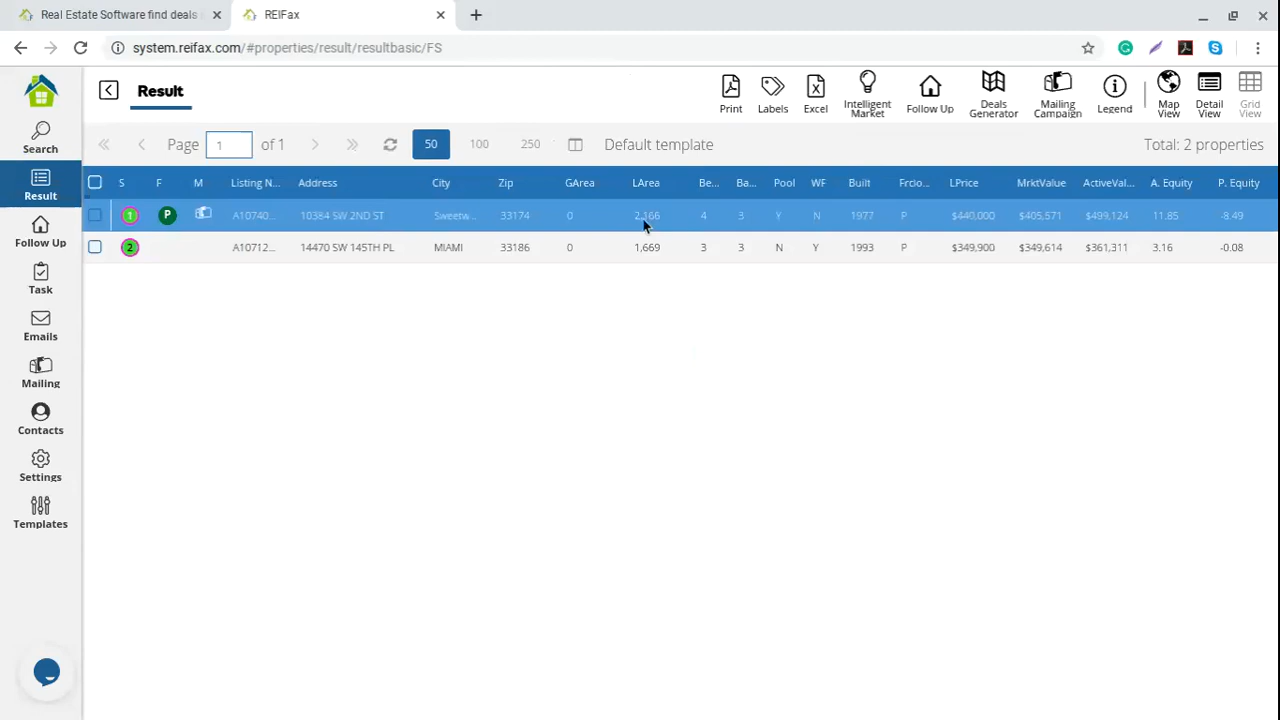 Real Estate Software find deals
REIFax
system.reifax.com/#properties/result/resultbasic/FS
Result
Print
Labels
Excel
Intelligent Market
Follow Up
Deals Generator
Mailing Campaign
Legend
Map View
Detail View
Grid View
Page 1 of 1 50 100 250 Default template Total: 2 properties
S F M Listing N... Address City Zip GArea LArea Be... Ba... Pool WF Built Frclo... LPrice MrktValue ActiveVal... A. Equity P. Equity
1 P A10740... 10384 SW 2ND ST Sweetw... 33174 0 2,166 4 3 Y N 1977 P $440,000 $405,571 $499,124 11.85 -8.49
2 A10712... 14470 SW 145TH PL MIAMI 33186 0 1,669 3 3 N Y 1993 P $349,900 $349,614 $361,311 3.16 -0.08
Search
Result
Follow Up
Task
Emails
Mailing
Contacts
Settings
Templates